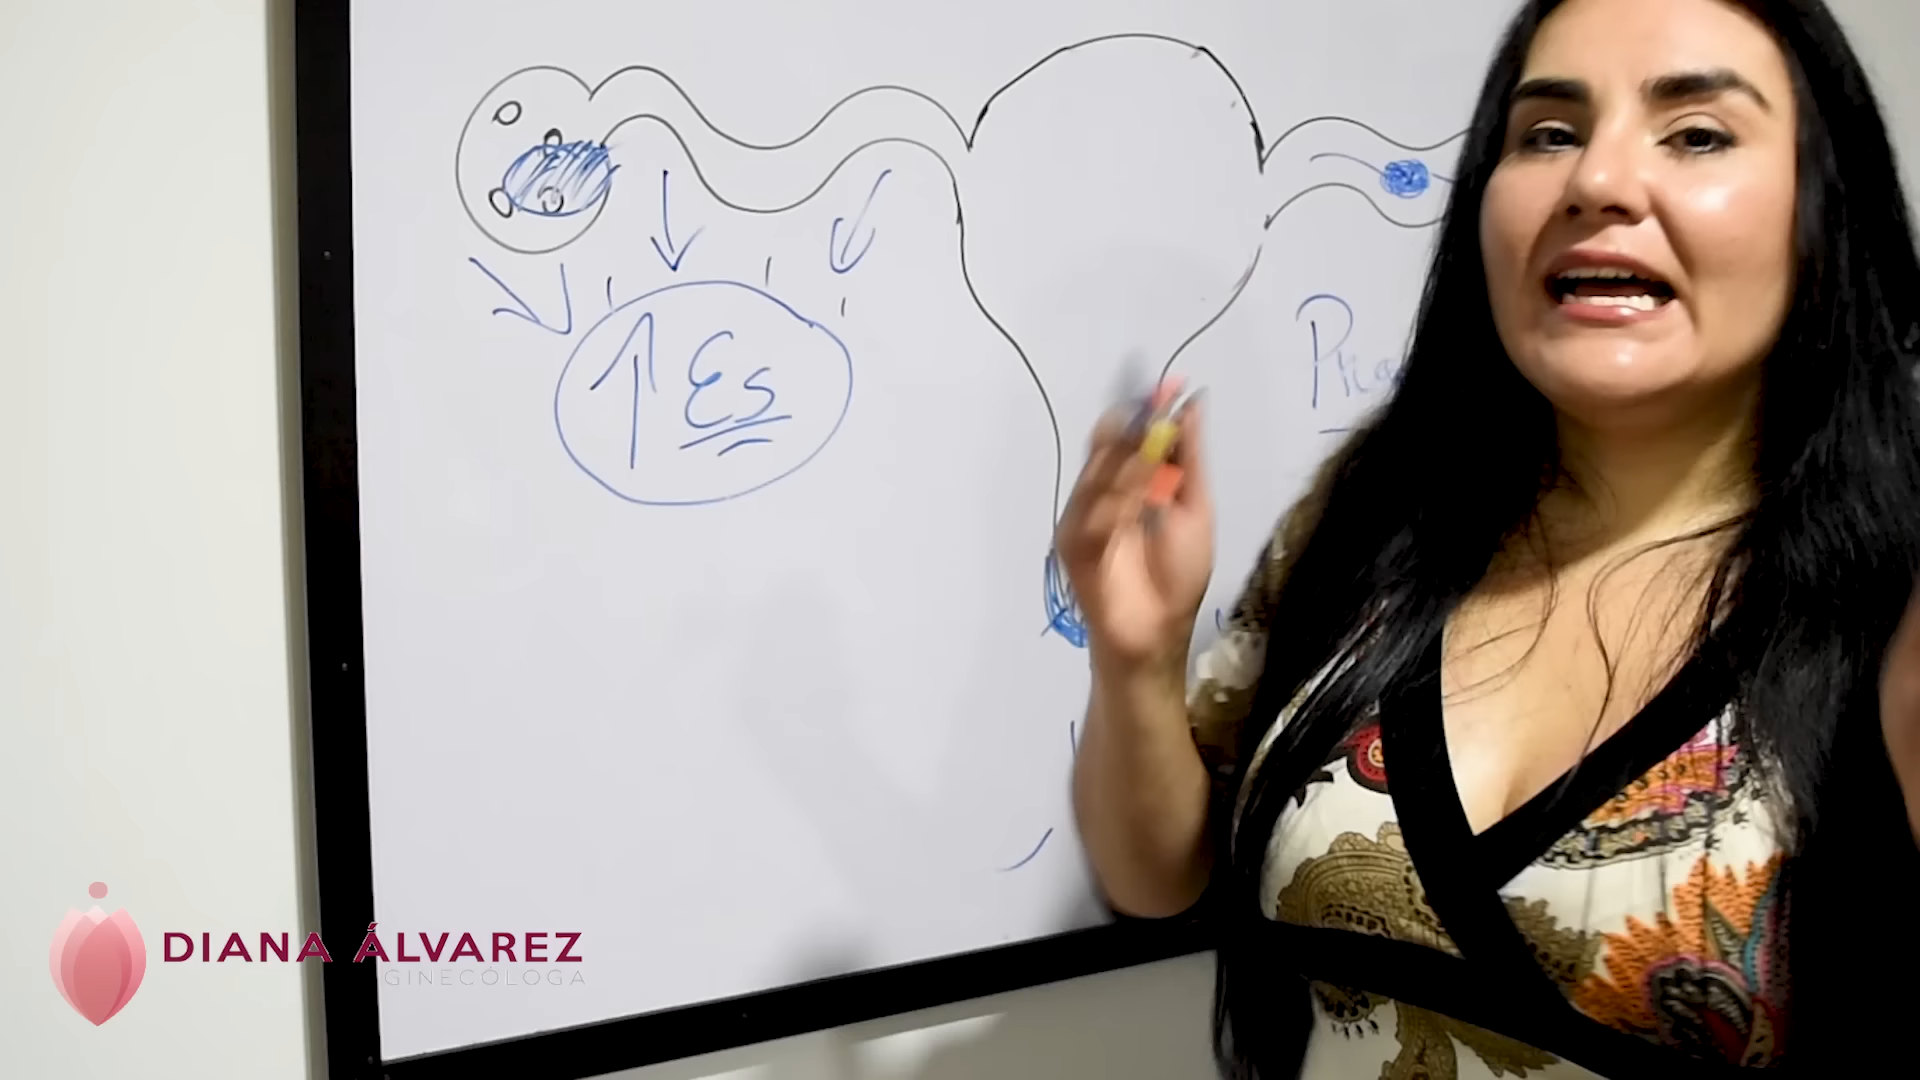 ↑ Es
DIANA ÁLVAREZ
GINECÓLOGA